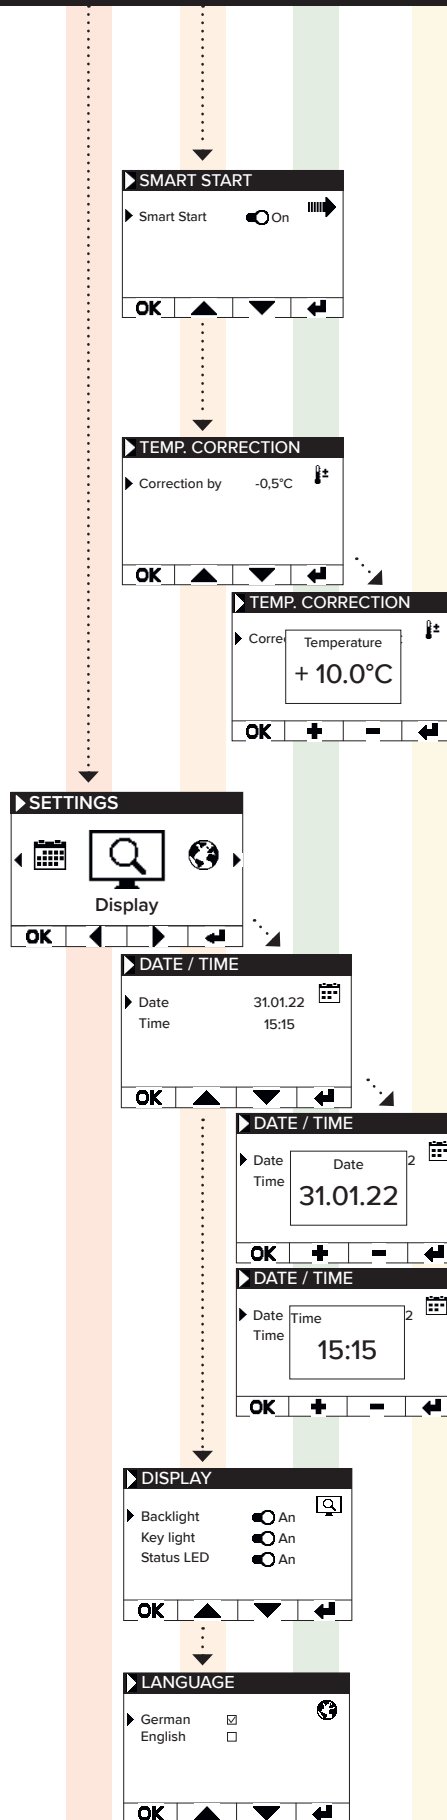 SMART START
Smart Start On
OK
TEMP. CORRECTION
Correction by -0,5°C
OK
TEMP. CORRECTION
Corre
Temperature
+ 10.0°C
OK
SETTINGS
Display
OK
DATE / TIME
Date 31.01.22
Time 15:15
OK
DATE / TIME
Date 2
Time
Date
31.01.22
OK
DATE / TIME
Date 2
Time
Time
15:15
OK
DISPLAY
Backlight An
Key light An
Status LED An
OK
LANGUAGE
German
English
OK